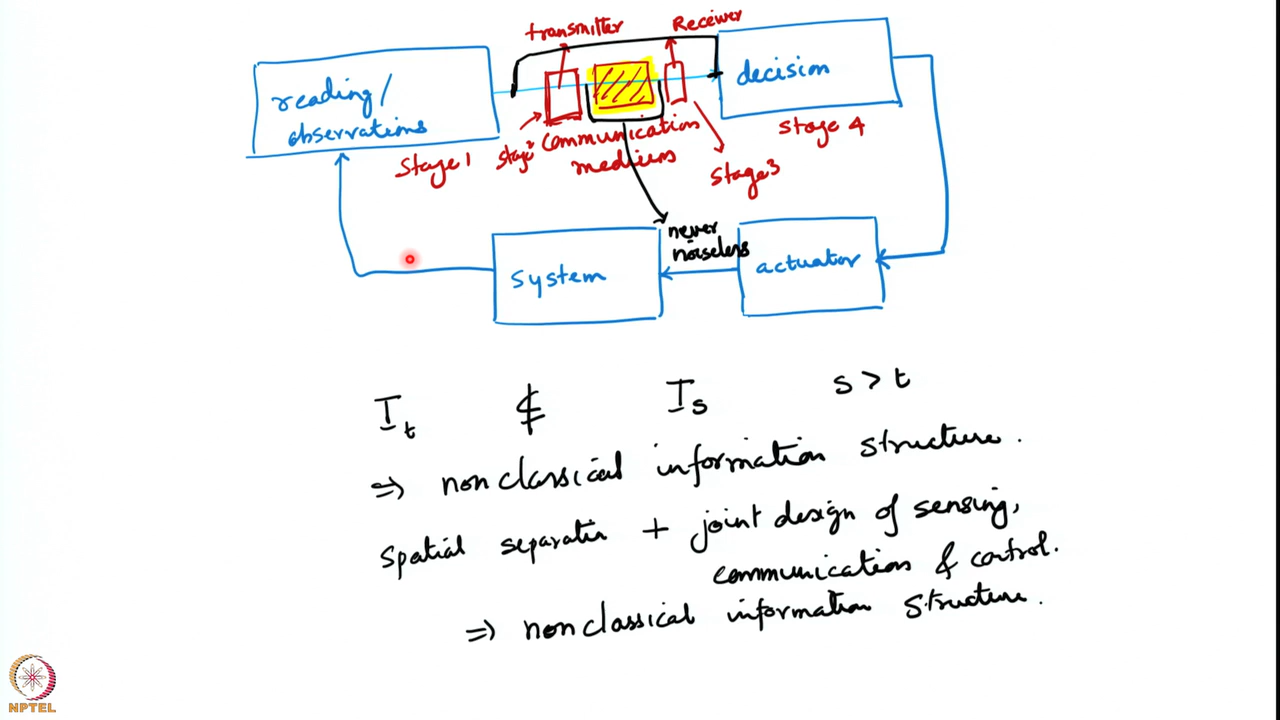 transmitter
Receiver
reading/
observations
decision
stage 1
stage 2
communication
medium
stage 3
stage 4
never
noiseless
system
actuator
I_t ⊄ I_s s > t
⇒ nonclassical information structure.
spatial separatin + joint design of sensing,
communication & control.
⇒ nonclassical information structure.
NPTEL